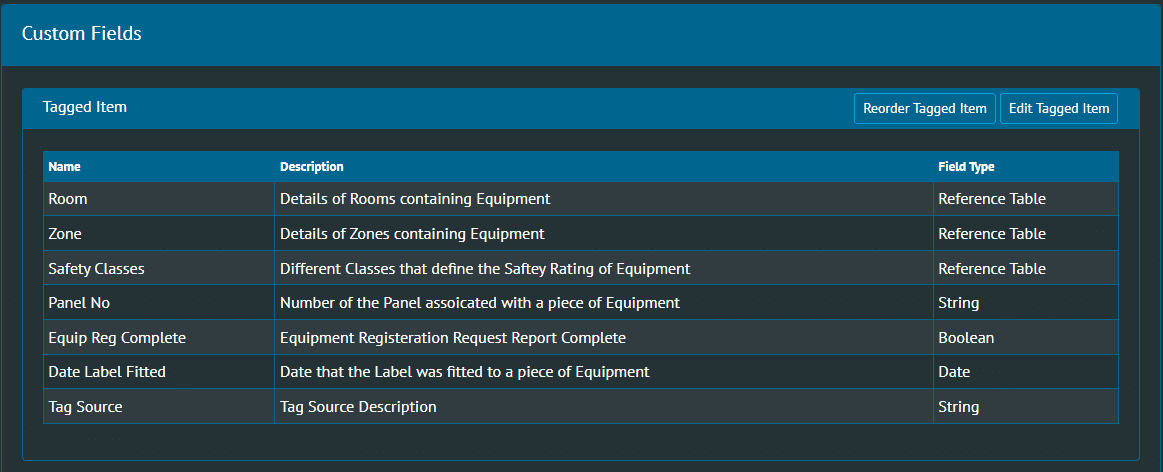 Custom Fields
Tagged Item Reorder Tagged Item Edit Tagged Item
Name Description Field Type
Room Details of Rooms containing Equipment Reference Table
Zone Details of Zones containing Equipment Reference Table
Safety Classes Different Classes that define the Saftey Rating of Equipment Reference Table
Panel No Number of the Panel assoicated with a piece of Equipment String
Equip Reg Complete Equipment Registeration Request Report Complete Boolean
Date Label Fitted Date that the Label was fitted to a piece of Equipment Date
Tag Source Tag Source Description String